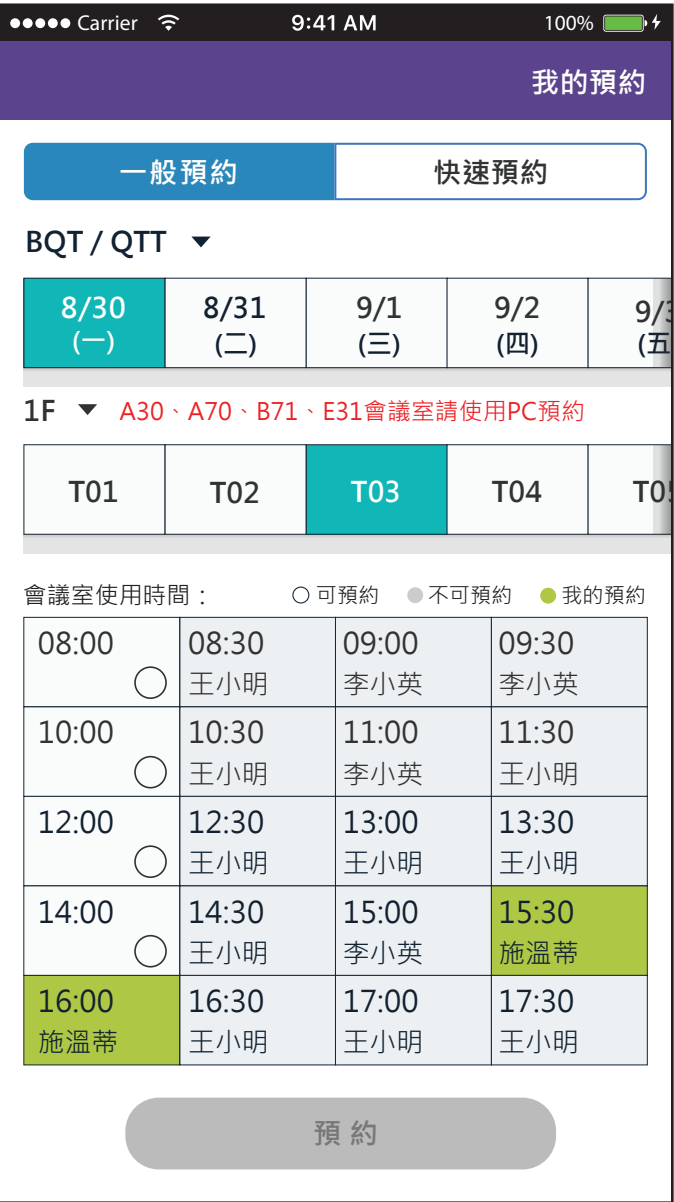 Carrier 9:41 AM 100%
我的預約
一般預約 快速預約
BQT / QTT
8/30 8/31 9/1 9/2 9/
(一) (二) (三) (四) (五
1F A30、A70、B71、E31會議室請使用PC預約
T01 T02 T03 T04 T0
會議室使用時間： 可預約 不可預約 我的預約
08:00 08:30 09:00 09:30
王小明 李小英 李小英
10:00 10:30 11:00 11:30
王小明 李小英 王小明
12:00 12:30 13:00 13:30
王小明 王小明 王小明
14:00 14:30 15:00 15:30
王小明 李小英 施溫蒂
16:00 16:30 17:00 17:30
施溫蒂 王小明 王小明 王小明
預約